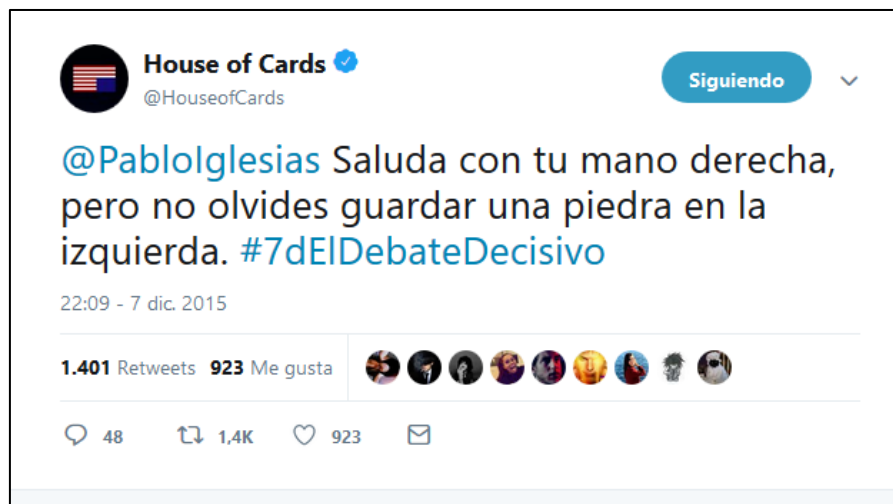 House of Cards
@HouseofCards
Siguiendo
@PabloIglesias Saluda con tu mano derecha,
pero no olvides guardar una piedra en la
izquierda. #7dElDebateDecisivo
22:09 - 7 dic. 2015
1.401 Retweets 923 Me gusta
48 1,4K 923